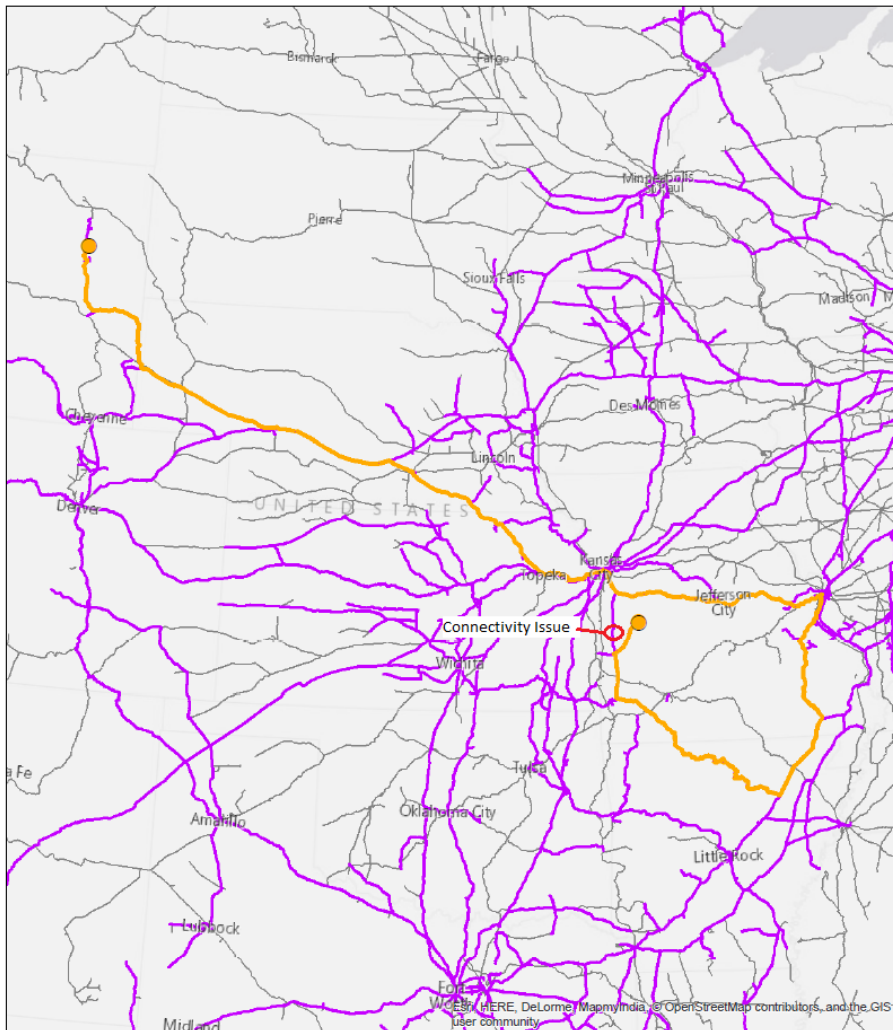 Bismarck
Fargo
Minneapolis
St Paul
Pierre
Sioux Falls
Madison
M
Cheyenne
Des Moines
Lincoln
UNITED STATES
Denver
Kansas
City
Topeka
Jefferson
City
Connectivity Issue
Wichita
a Fe
Tulsa
Oklahoma City
Amarillo
Little Rock
Lubbock
Fort
Worth
Esri, HERE, DeLorme, MapmyIndia, © OpenStreetMap contributors, and the GIS
user community
Midland